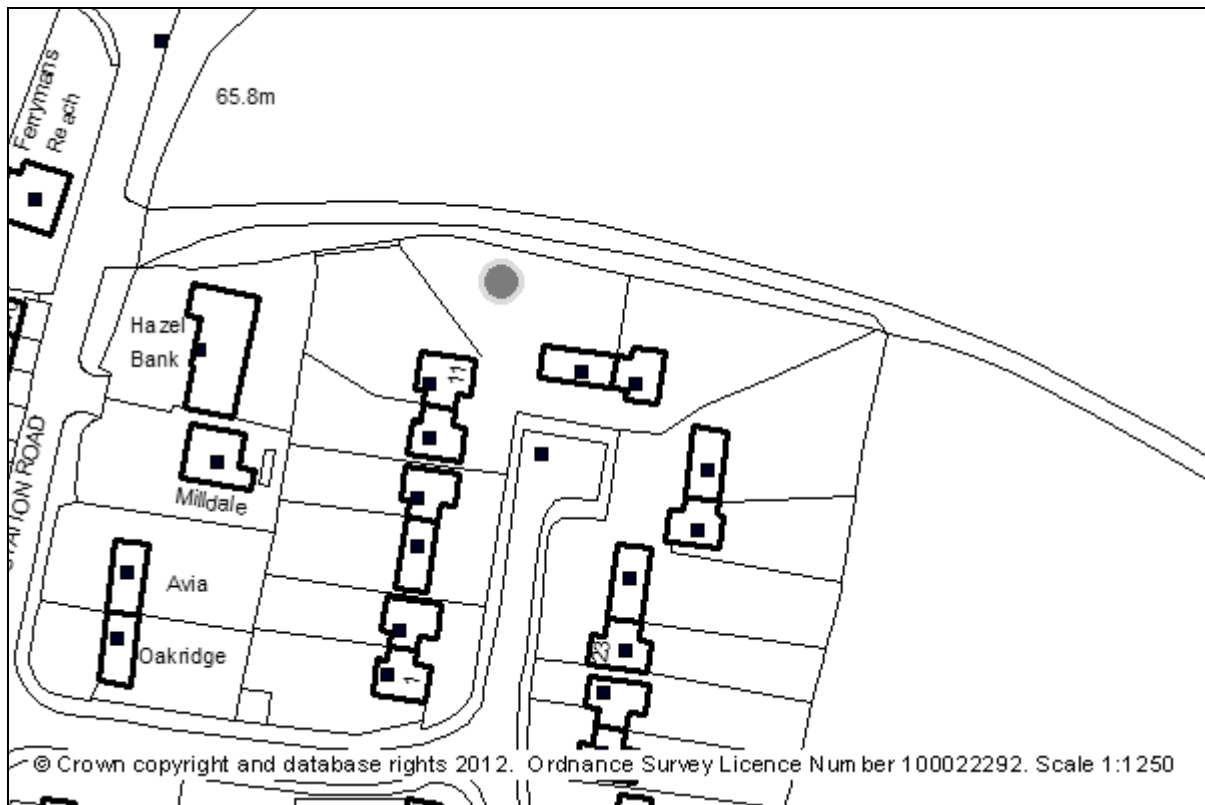 Ferrymans
Reach
65.8m
Hazel
Bank
11
STATION ROAD
Milldale
Avia
Oakridge
23
1
© Crown copyright and database rights 2012. Ordnance Survey Licence Number 100022292. Scale 1:1250